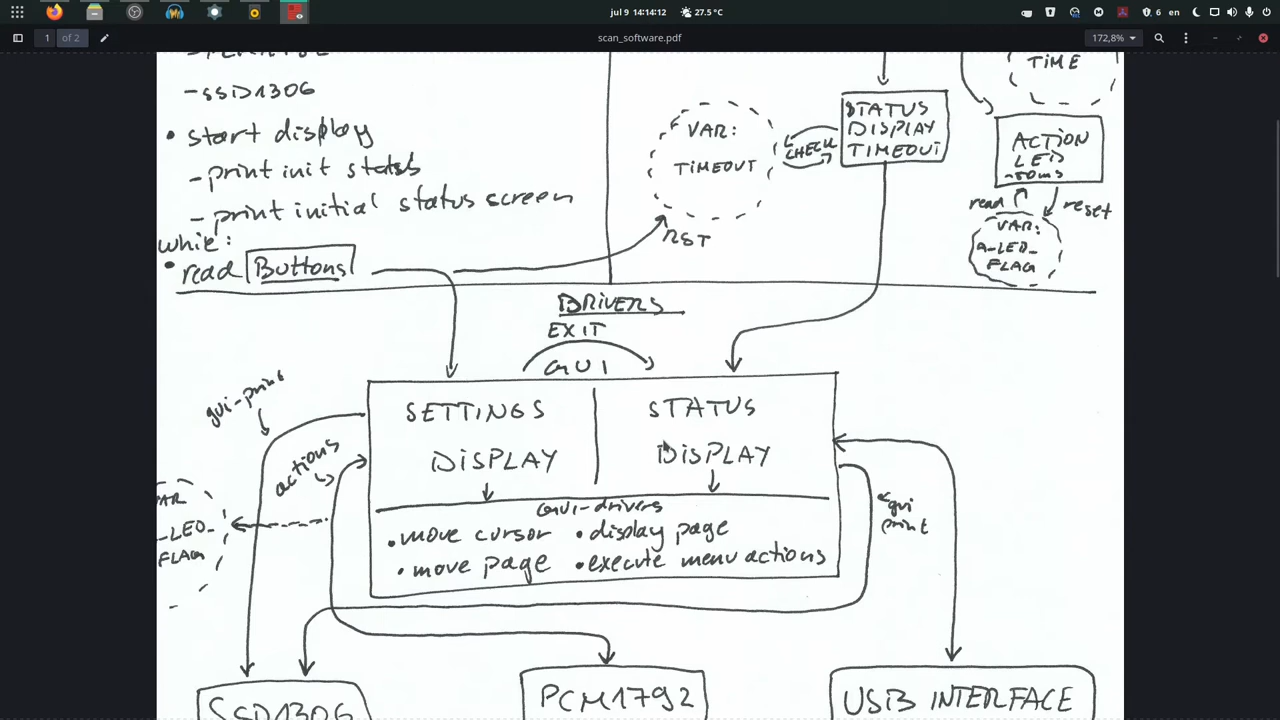 jul 9 14:14:12
27.5 °C
6
en
1
of 2
scan_software.pdf
172,8%
-SSD1306
• start display
-print init status
-print initial status screen
while:
• read Buttons
VAR:
TIMEOUT
RST
CHECK
STATUS
DISPLAY
TIMEOUT
TIME
ACTION
LED
~50ms
read
reset
VAR:
A_LED_
FLAG
DRIVERS
EXIT
GUI
gui-print
actions
SETTINGS
DISPLAY
STATUS
DISPLAY
GUI-drivers
• move cursor • display page
• move page • execute menu actions
gui
print
_LED_
FLAG
SSD1306
PCM1792
USB INTERFACE